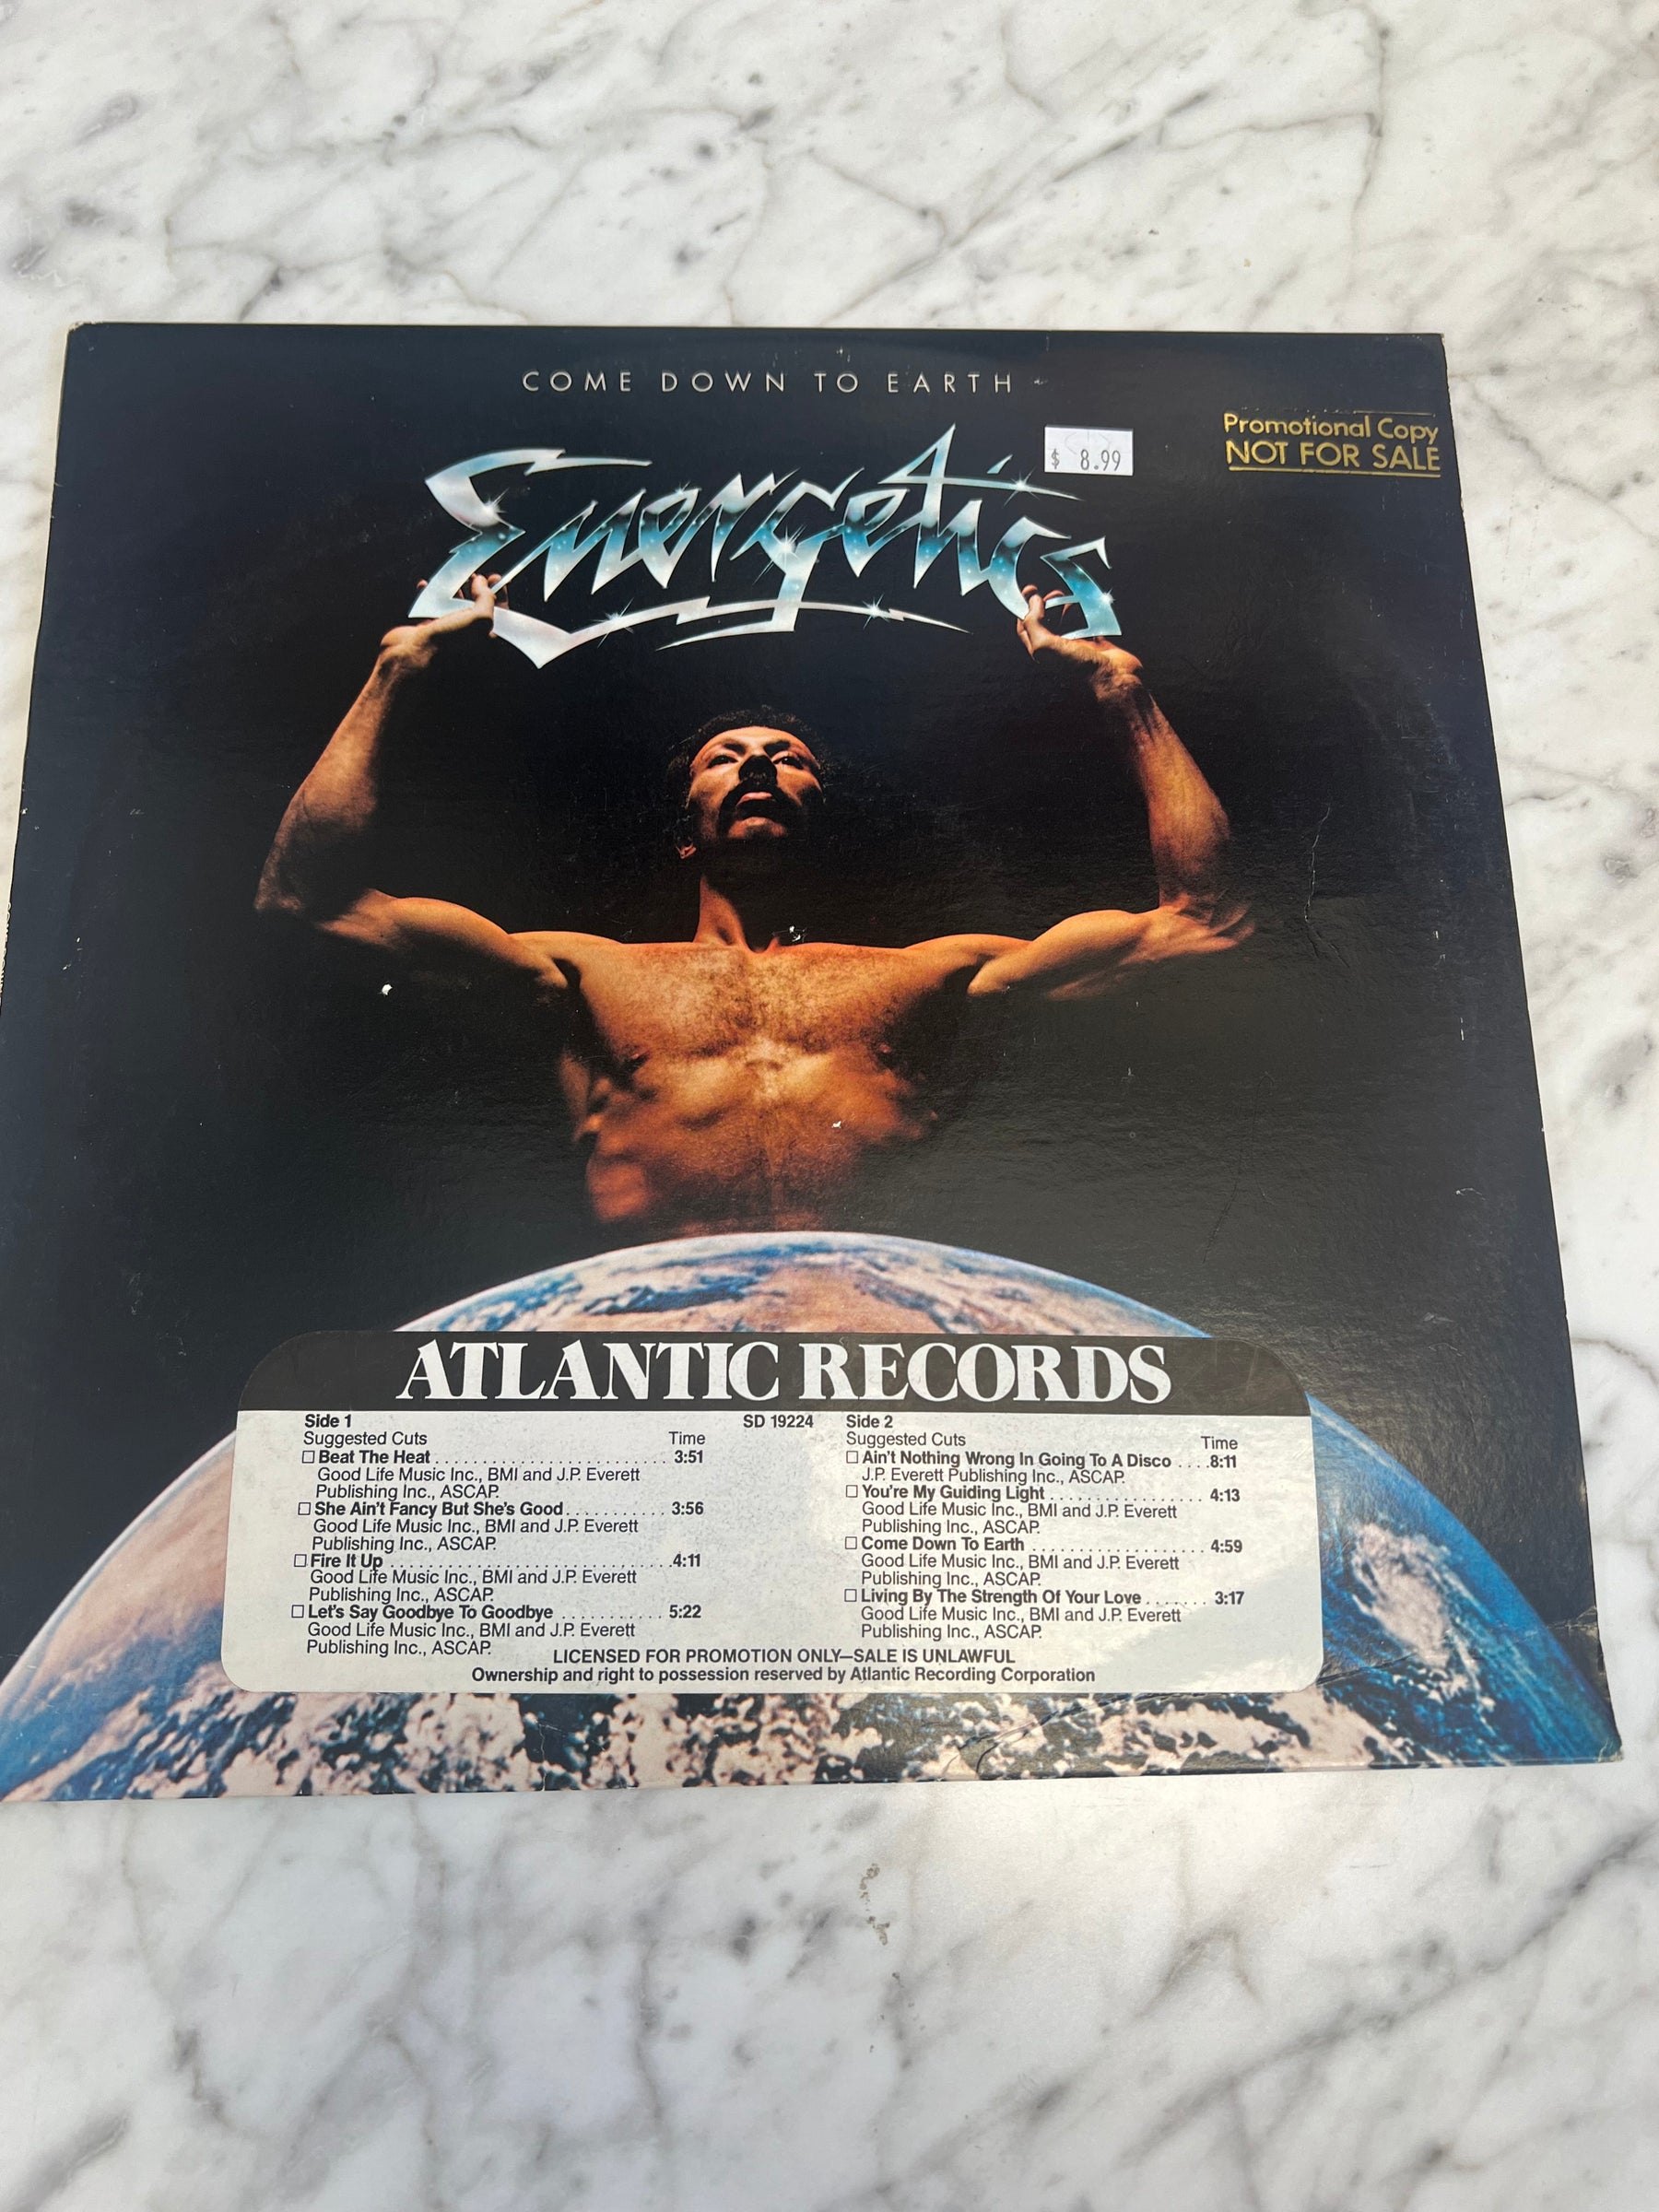 COME DOWN TO EARTH
Energetics
$ 8.99
Promotional Copy
NOT FOR SALE
ATLANTIC RECORDS
SD 19224
Side 1
Suggested Cuts Time
☐ Beat The Heat . . . . . . . . . . . . . . . . . . . . . . . . . 3:51
Good Life Music Inc., BMI and J.P. Everett
Publishing Inc., ASCAP.
☐ She Ain't Fancy But She's Good . . . . . . . . . . . 3:56
Good Life Music Inc., BMI and J.P. Everett
Publishing Inc., ASCAP.
☐ Fire It Up . . . . . . . . . . . . . . . . . . . . . . . . . . . . . . 4:11
Good Life Music Inc., BMI and J.P. Everett
Publishing Inc., ASCAP.
☐ Let's Say Goodbye To Goodbye . . . . . . . . . . . 5:22
Good Life Music Inc., BMI and J.P. Everett
Publishing Inc., ASCAP.
Side 2
Suggested Cuts Time
☐ Ain't Nothing Wrong In Going To A Disco . . . . 8:11
J.P. Everett Publishing Inc., ASCAP.
☐ You're My Guiding Light . . . . . . . . . . . . . . . . . 4:13
Good Life Music Inc., BMI and J.P. Everett
Publishing Inc., ASCAP.
☐ Come Down To Earth . . . . . . . . . . . . . . . . . . . 4:59
Good Life Music Inc., BMI and J.P. Everett
Publishing Inc., ASCAP.
☐ Living By The Strength Of Your Love . . . . . . . 3:17
Good Life Music Inc., BMI and J.P. Everett
Publishing Inc., ASCAP.
LICENSED FOR PROMOTION ONLY—SALE IS UNLAWFUL
Ownership and right to possession reserved by Atlantic Recording Corporation